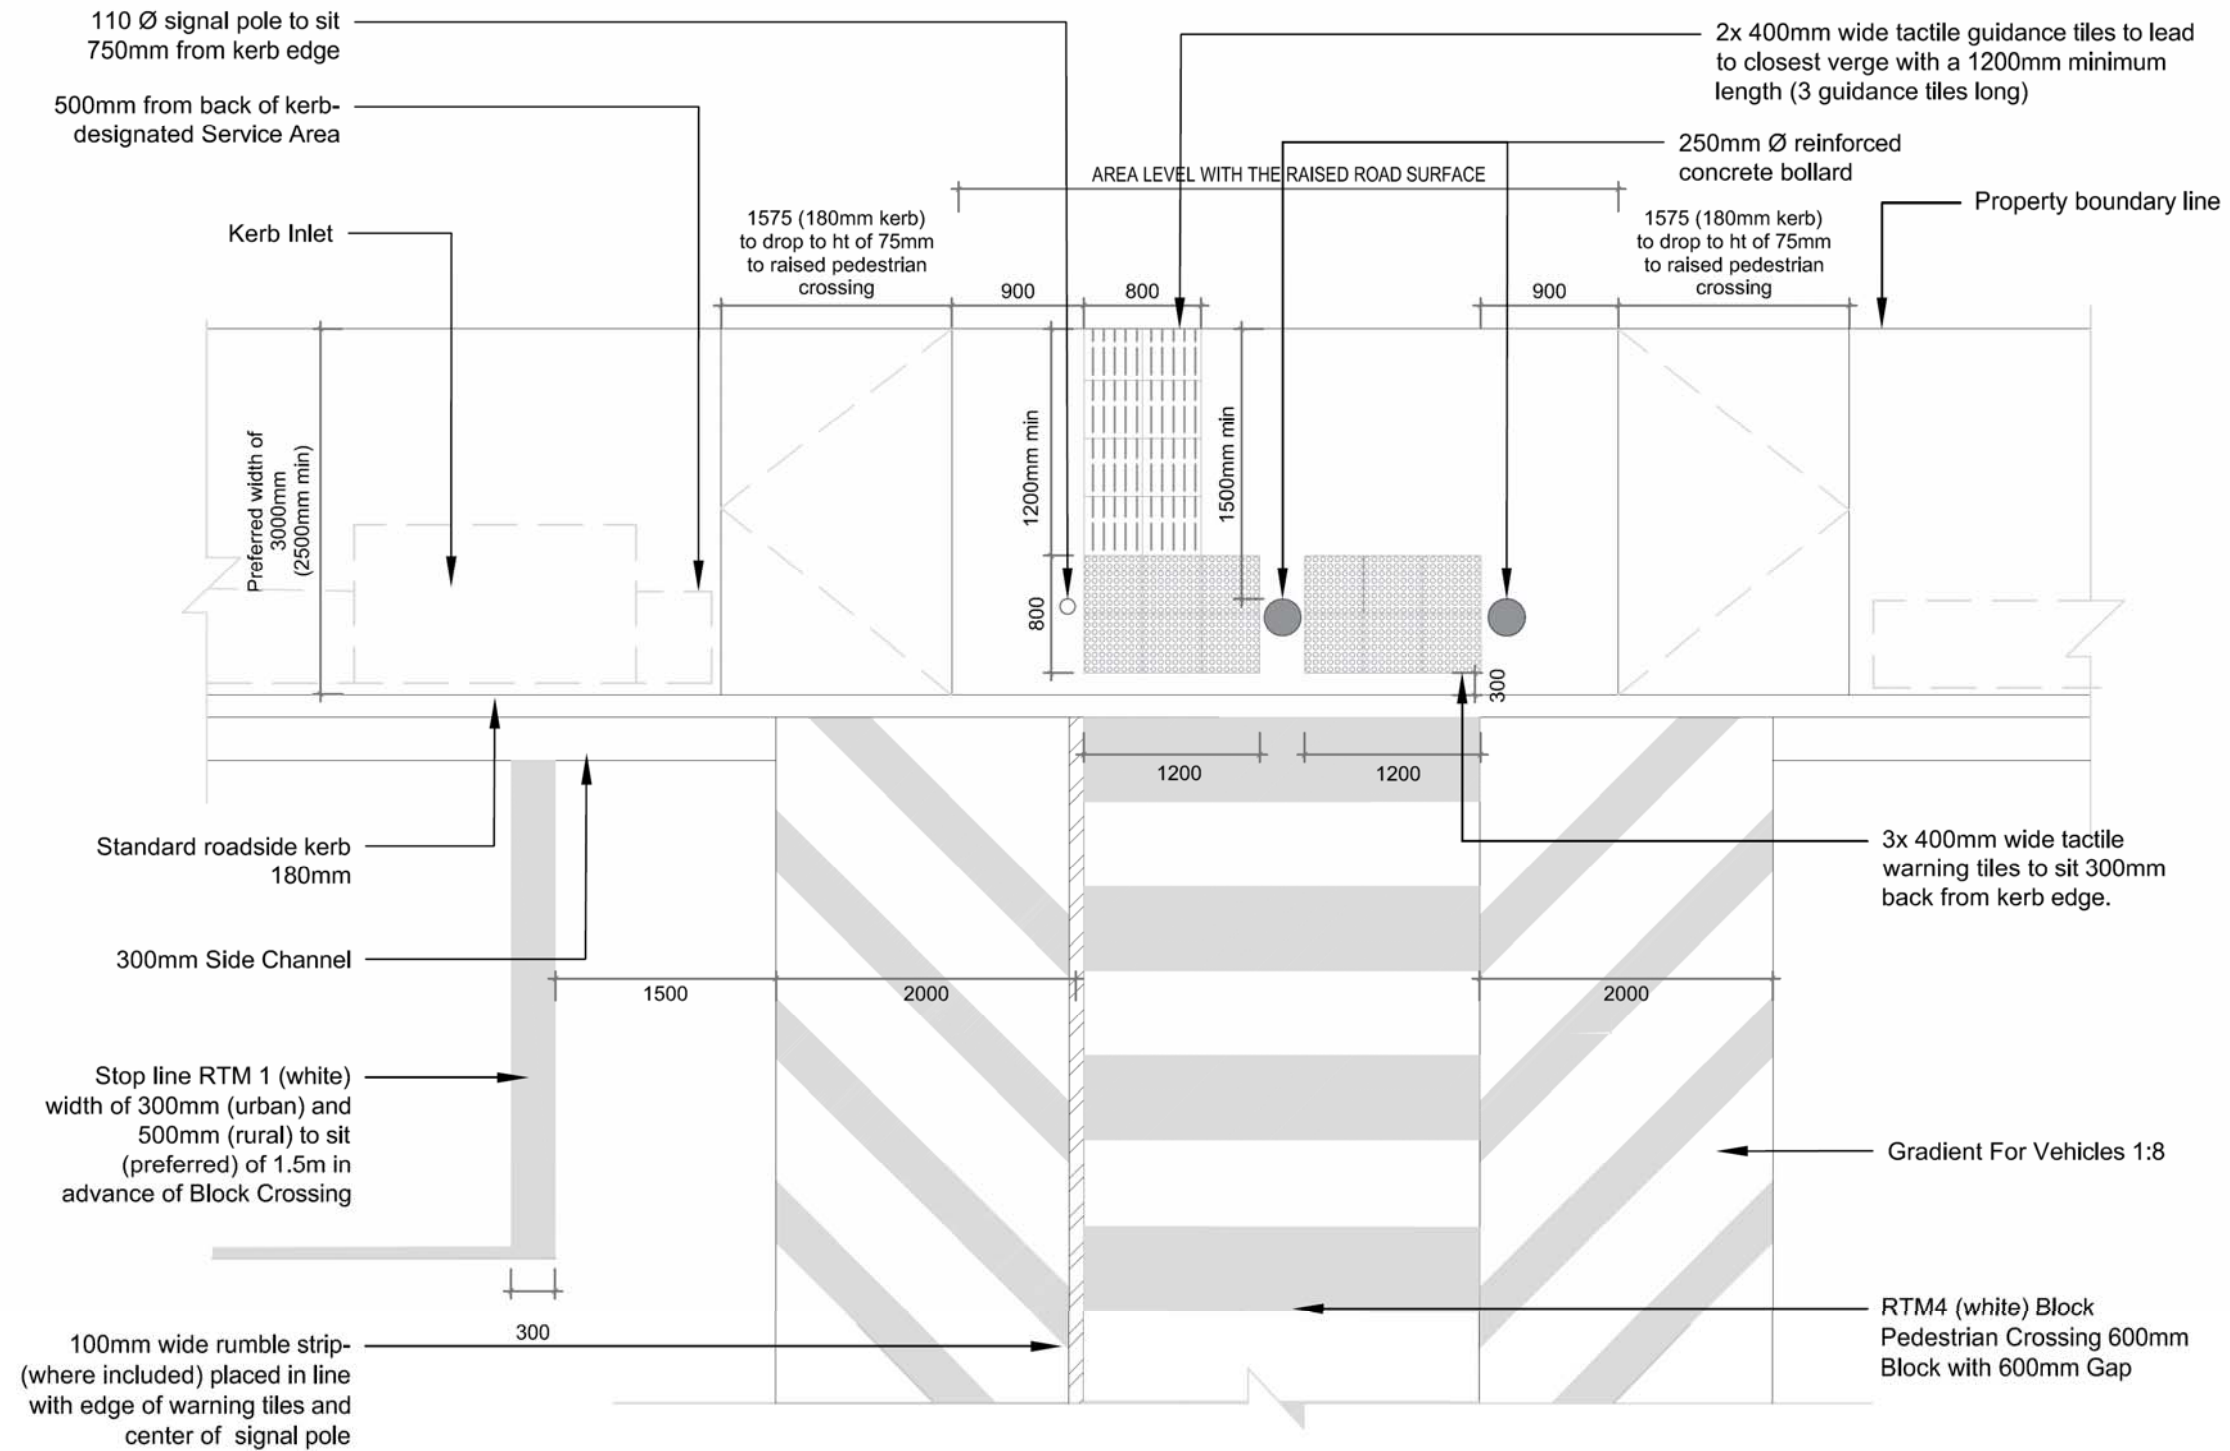 110 Ø signal pole to sit
750mm from kerb edge
500mm from back of kerb-
designated Service Area
Kerb Inlet
2x 400mm wide tactile guidance tiles to lead
to closest verge with a 1200mm minimum
length (3 guidance tiles long)
250mm Ø reinforced
concrete bollard
Property boundary line
AREA LEVEL WITH THE RAISED ROAD SURFACE
1575 (180mm kerb)
to drop to ht of 75mm
to raised pedestrian
crossing
900
800
900
1575 (180mm kerb)
to drop to ht of 75mm
to raised pedestrian
crossing
Preferred width of
3000mm
(2500mm min)
1200mm min
1500mm min
800
300
1200
1200
Standard roadside kerb
180mm
300mm Side Channel
3x 400mm wide tactile
warning tiles to sit 300mm
back from kerb edge.
1500
2000
2000
Stop line RTM 1 (white)
width of 300mm (urban) and
500mm (rural) to sit
(preferred) of 1.5m in
advance of Block Crossing
Gradient For Vehicles 1:8
300
100mm wide rumble strip-
(where included) placed in line
with edge of warning tiles and
center of signal pole
RTM4 (white) Block
Pedestrian Crossing 600mm
Block with 600mm Gap